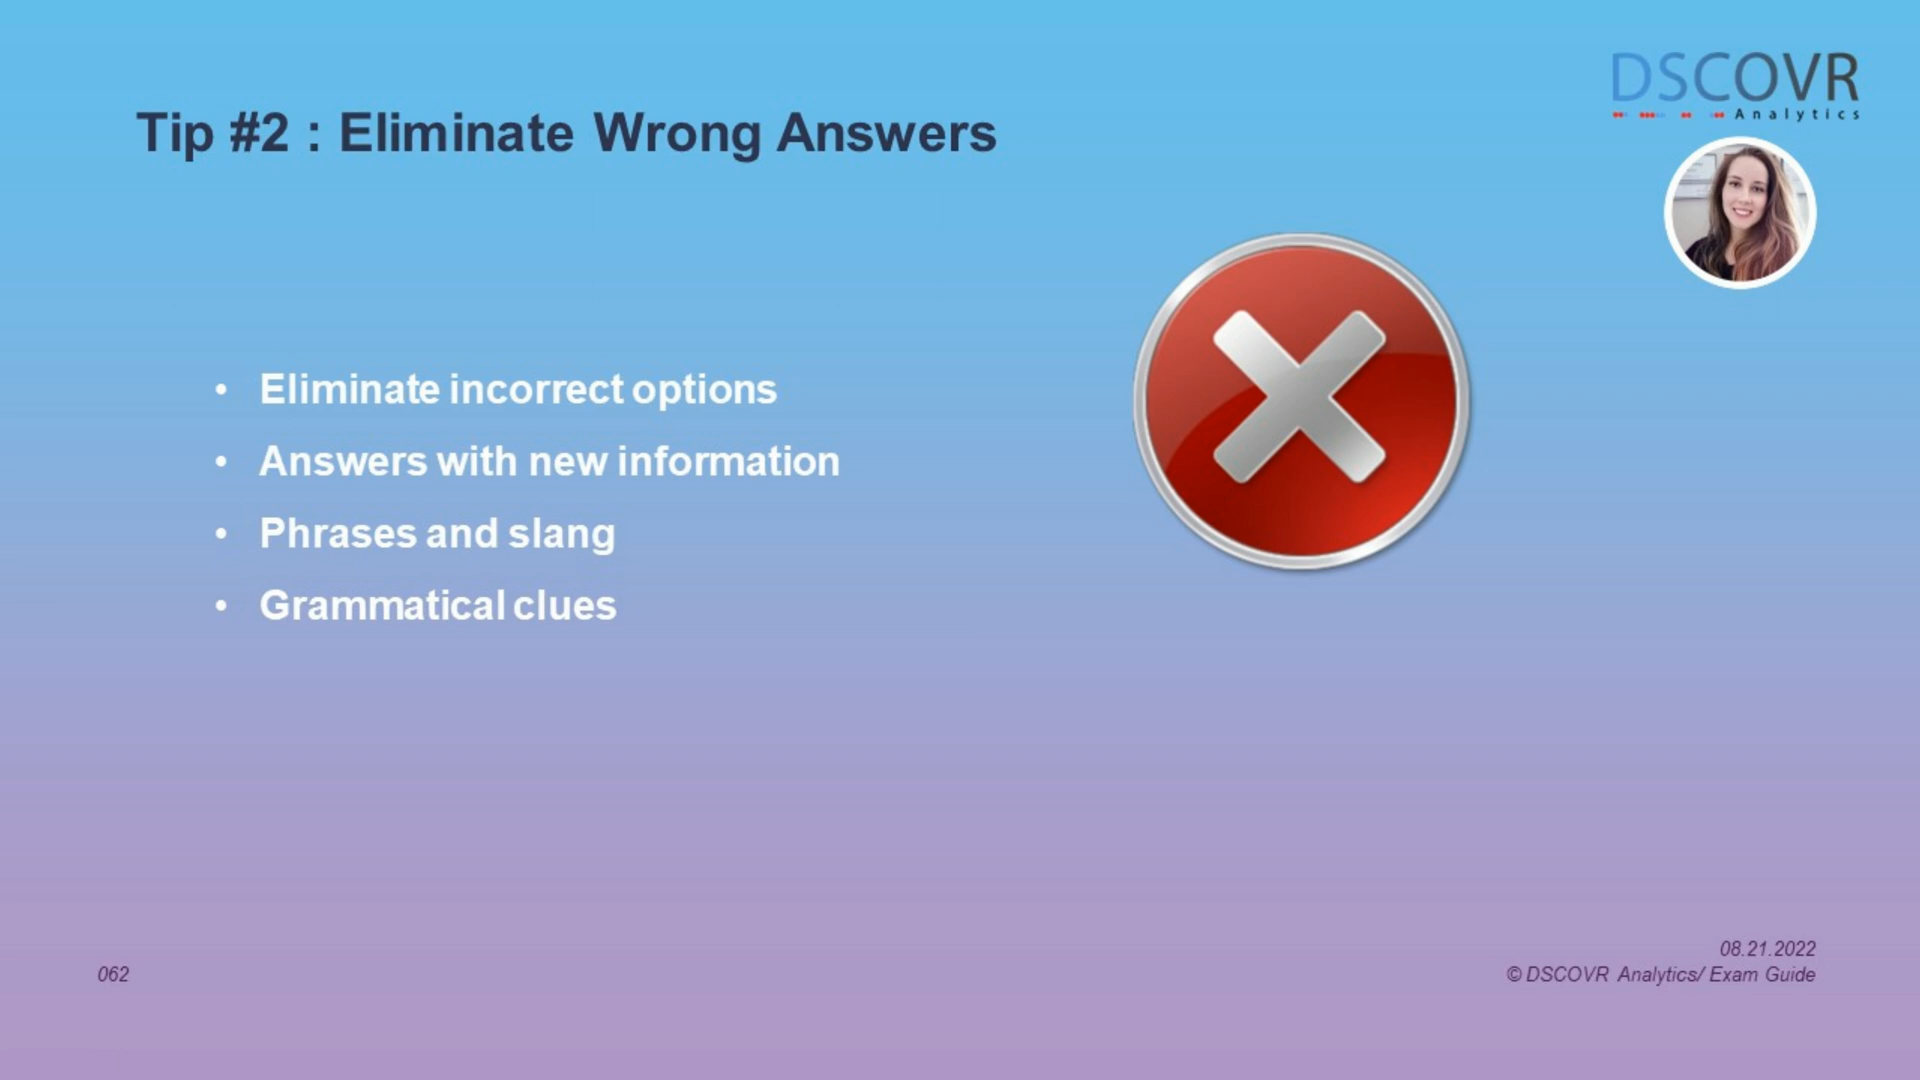 DSCOVR
Analytics
Tip #2 : Eliminate Wrong Answers
• Eliminate incorrect options
• Answers with new information
• Phrases and slang
• Grammatical clues
08.21.2022
062
© DSCOVR Analytics/ Exam Guide